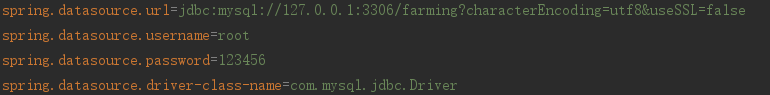 spring.datasource.url=jdbc:mysql://127.0.0.1:3306/farming?characterEncoding=utf8&useSSL=false
spring.datasource.username=root
spring.datasource.password=123456
spring.datasource.driver-class-name=com.mysql.jdbc.Driver